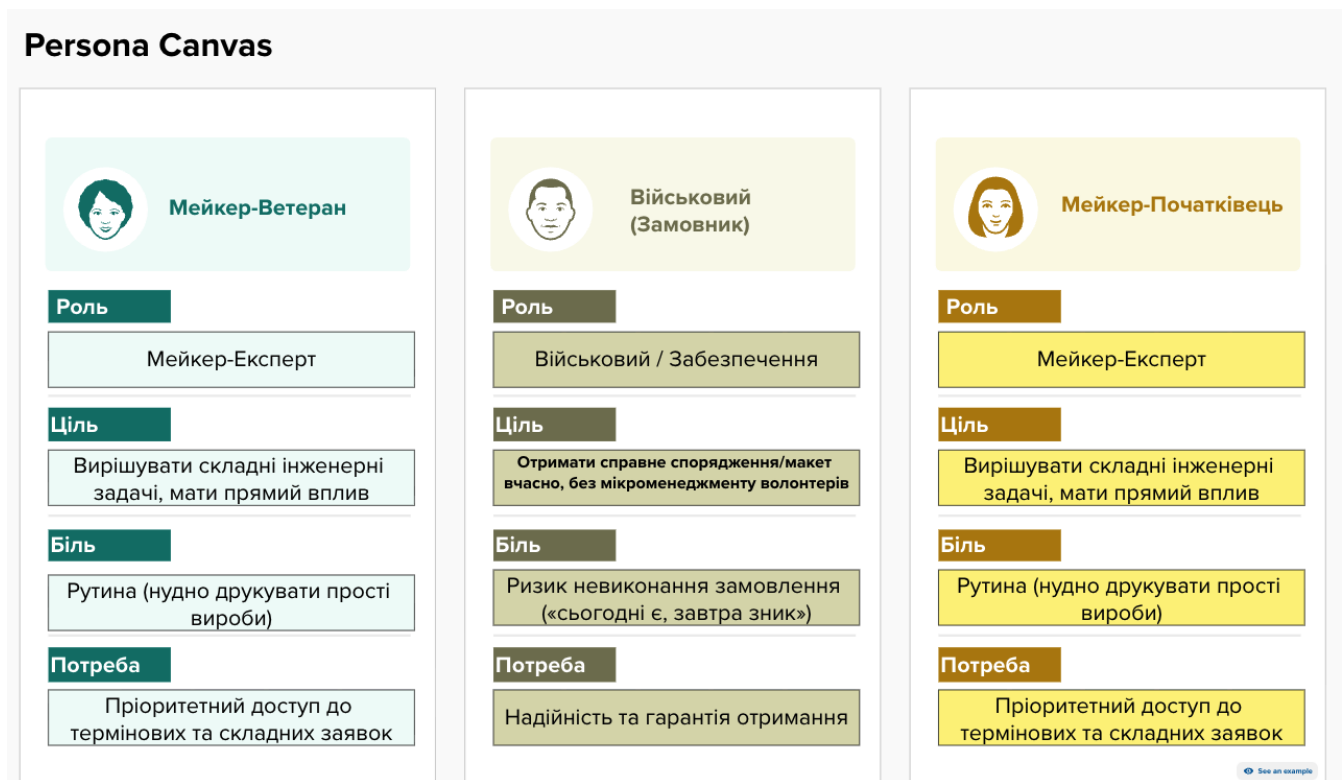 Persona Canvas
Мейкер-Ветеран
Роль
Мейкер-Експерт
Ціль
Вирішувати складні інженерні
задачі, мати прямий вплив
Біль
Рутина (нудно друкувати прості
вироби)
Потреба
Пріоритетний доступ до
термінових та складних заявок
Військовий
(Замовник)
Роль
Військовий / Забезпечення
Ціль
Отримати справне спорядження/макет
вчасно, без мікроменеджменту волонтерів
Біль
Ризик невиконання замовлення
(«сьогодні є, завтра зник»)
Потреба
Надійність та гарантія отримання
Мейкер-Початківець
Роль
Мейкер-Експерт
Ціль
Вирішувати складні інженерні
задачі, мати прямий вплив
Біль
Рутина (нудно друкувати прості
вироби)
Потреба
Пріоритетний доступ до
термінових та складних заявок
See an example